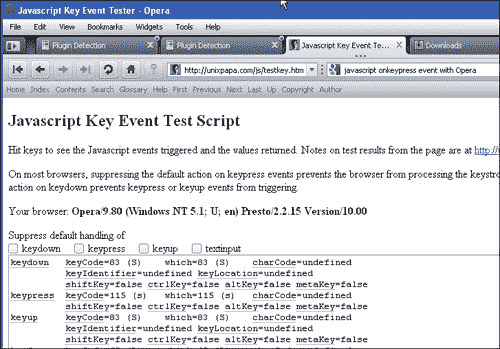 Javascript Key Event Tester - Opera
File Edit View Bookmarks Widgets Tools Help
Plugin Detection Plugin Detection Javascript Key Event Te... Downloads
http://unixpapa.com/js/testkey.htm javascript onkeypress event with Opera
Home Index Contents Search Glossary Help First Previous Next Last Up Copyright Author
Javascript Key Event Test Script
Hit keys to see the Javascript events triggered and the values returned. Notes on test results from the page are at http://
On most browsers, suppressing the default action on keypress events prevents the browser from processing the keystro
action on keydown prevents keypress or keyup events from triggering.
Your browser: Opera/9.80 (Windows NT 5.1; U; en) Presto/2.2.15 Version/10.00
Suppress default handling of
keydown keypress keyup textinput
keydown keyCode=83 (S) which=83 (S) charCode=undefined
keyIdentifier=undefined keyLocation=undefined
shiftKey=false ctrlKey=false altKey=false metaKey=false
keypress keyCode=115 (s) which=115 (s) charCode=undefined
shiftKey=false ctrlKey=false altKey=false metaKey=false
keyup keyCode=83 (S) which=83 (S) charCode=undefined
keyIdentifier=undefined keyLocation=undefined
shiftKey=false ctrlKey=false altKey=false metaKey=false